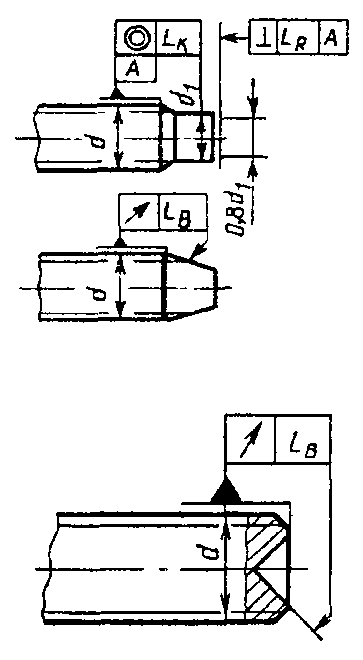 ◎ L_K
⊥ L_R A
A
d
d₁
0,8d₁
↗ L_B
d
↗ L_B
d